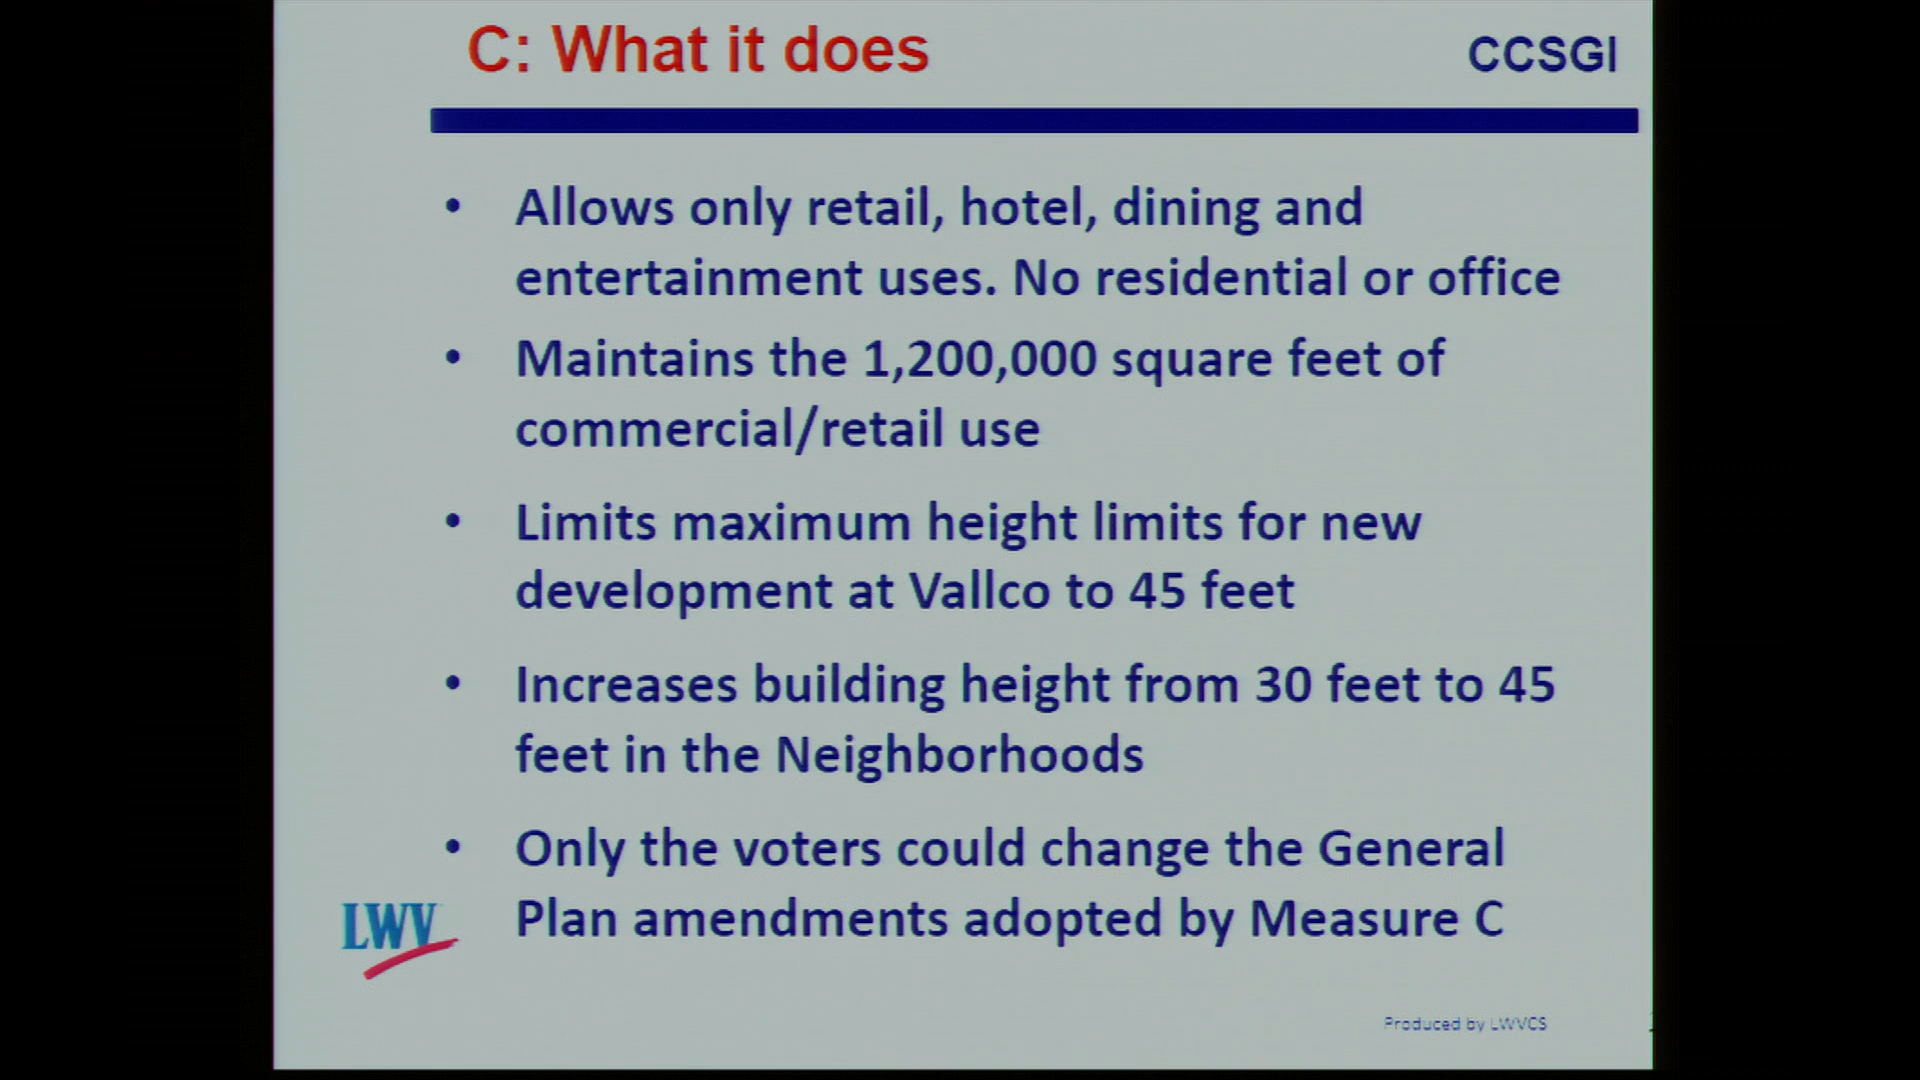 C: What it does
CCSGI
• Allows only retail, hotel, dining and
entertainment uses. No residential or office
• Maintains the 1,200,000 square feet of
commercial/retail use
• Limits maximum height limits for new
development at Vallco to 45 feet
• Increases building height from 30 feet to 45
feet in the Neighborhoods
• Only the voters could change the General
Plan amendments adopted by Measure C
LWV
Produced by LWVCS